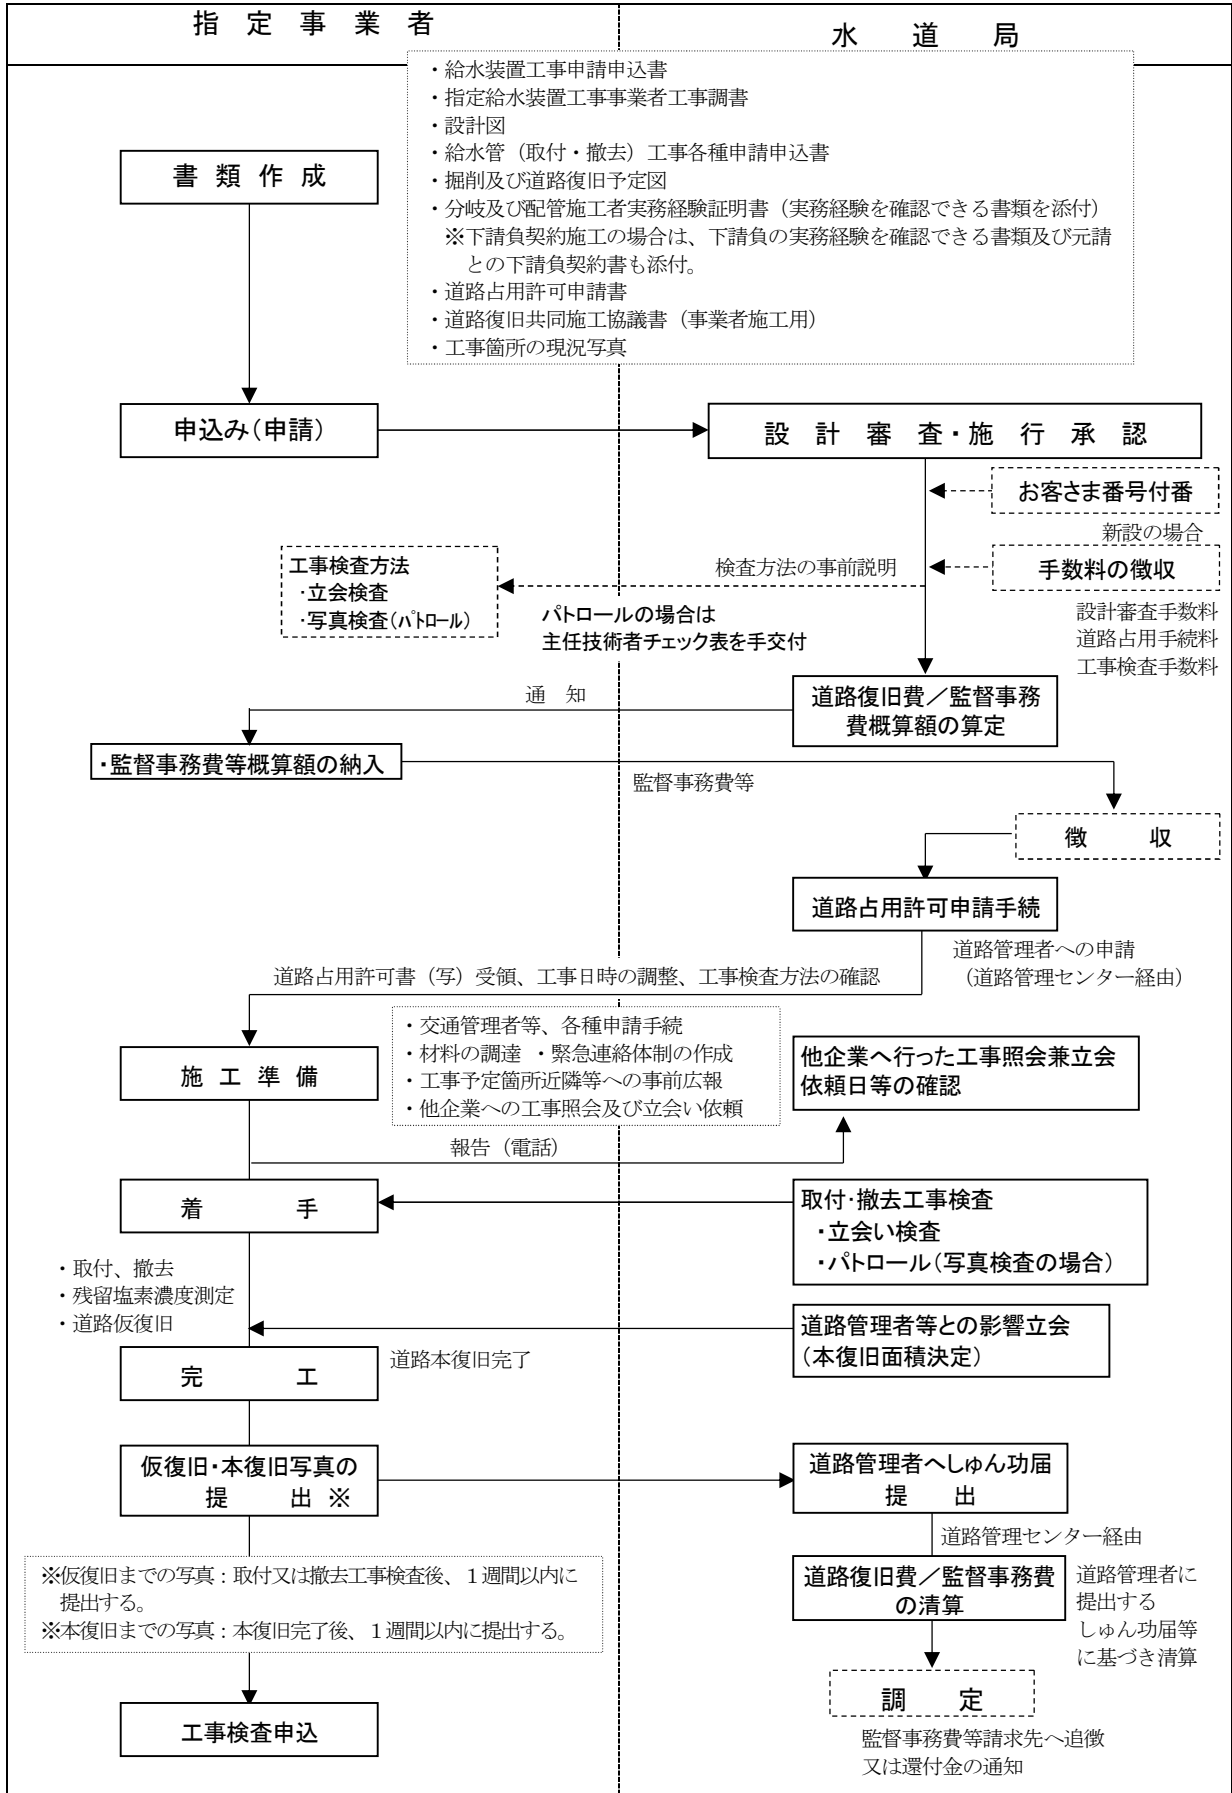 指定事業者
水道局
・給水装置工事申請申込書
・指定給水装置工事事業者工事調書
・設計図
・給水管（取付・撤去）工事各種申請申込書
・掘削及び道路復旧予定図
・分岐及び配管施工者実務経験証明書（実務経験を確認できる書類を添付）
※下請負契約施工の場合は、下請負の実務経験を確認できる書類及び元請
との下請負契約書も添付。
・道路占用許可申請書
・道路復旧共同施工協議書（事業者施工用）
・工事箇所の現況写真
書類作成
申込み（申請）
設計審査・施行承認
お客さま番号付番
新設の場合
工事検査方法
・立会検査
・写真検査（パトロール）
検査方法の事前説明
手数料の徴収
パトロールの場合は
主任技術者チェック表を手交付
設計審査手数料
道路占用手続料
工事検査手数料
通　知
道路復旧費／監督事務
費概算額の算定
・監督事務費等概算額の納入
監督事務費等
徴収
道路占用許可申請手続
道路管理者への申請
（道路管理センター経由）
道路占用許可書（写）受領、工事日時の調整、工事検査方法の確認
施工準備
・交通管理者等、各種申請手続
・材料の調達 ・緊急連絡体制の作成
・工事予定箇所近隣等への事前広報
・他企業への工事照会及び立会い依頼
他企業へ行った工事照会兼立会
依頼日等の確認
報告（電話）
着手
取付・撤去工事検査
・立会い検査
・パトロール（写真検査の場合）
・取付、撤去
・残留塩素濃度測定
・道路仮復旧
道路管理者等との影響立会
（本復旧面積決定）
完工
道路本復旧完了
仮復旧・本復旧写真の
提出※
道路管理者へしゅん功届
提出
道路管理センター経由
※仮復旧までの写真：取付又は撤去工事検査後、１週間以内に
提出する。
※本復旧までの写真：本復旧完了後、１週間以内に提出する。
道路復旧費／監督事務費
の清算
道路管理者に
提出する
しゅん功届等
に基づき清算
工事検査申込
調定
監督事務費等請求先へ追徴
又は還付金の通知